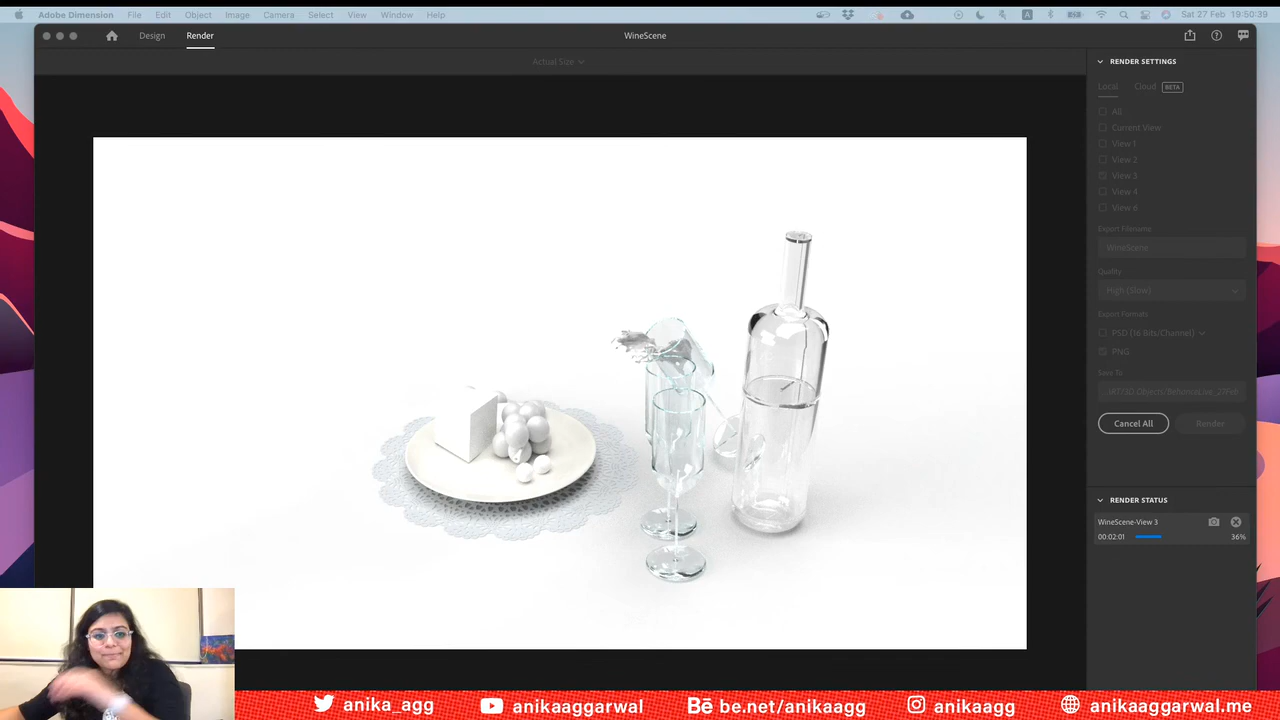 Adobe Dimension File Edit Object Image Camera Select View Window Help A Sat 27 Feb 19:50:39
Design Render WineScene
Actual Size
RENDER SETTINGS
Local Cloud BETA
All
Current View
View 1
View 2
View 3
View 4
View 6
Export Filename
WineScene
Quality
High (Slow)
Export Formats
PSD (16 Bits/Channel)
PNG
Save To
Cancel All Render
RENDER STATUS
WineScene-View 3
00:02:01 36%
anika_agg anikaaggarwal Bē be.net/anikaagg anikaagg anikaaggarwal.me